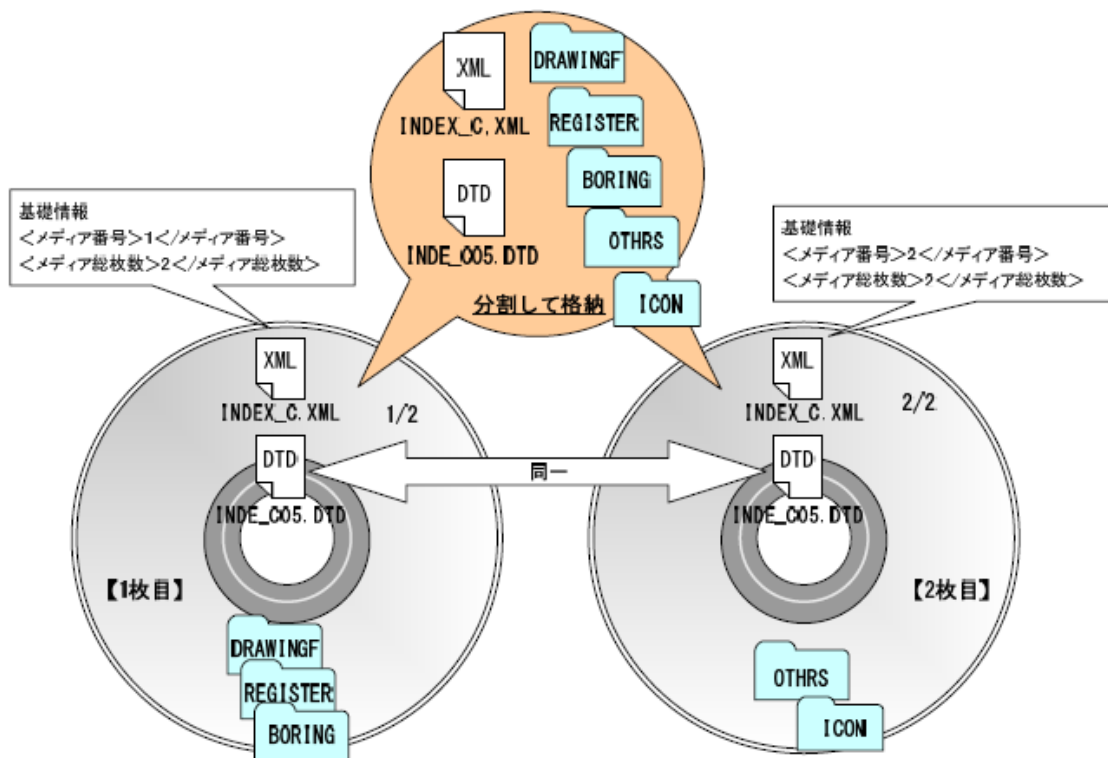 XML
INDEX_C.XML
DTD
INDE_C05.DTD
DRAWINGF
REGISTER
BORING
OTHRS
ICON
分割して格納
基礎情報
<メディア番号>1</メディア番号>
<メディア総枚数>2</メディア総枚数>
基礎情報
<メディア番号>2</メディア番号>
<メディア総枚数>2</メディア総枚数>
XML
INDEX_C.XML
1/2
DTD
INDE_C05.DTD
【1枚目】
DRAWINGF
REGISTER
BORING
同一
XML
INDEX_C.XML
2/2
DTD
INDE_C05.DTD
【2枚目】
OTHRS
ICON